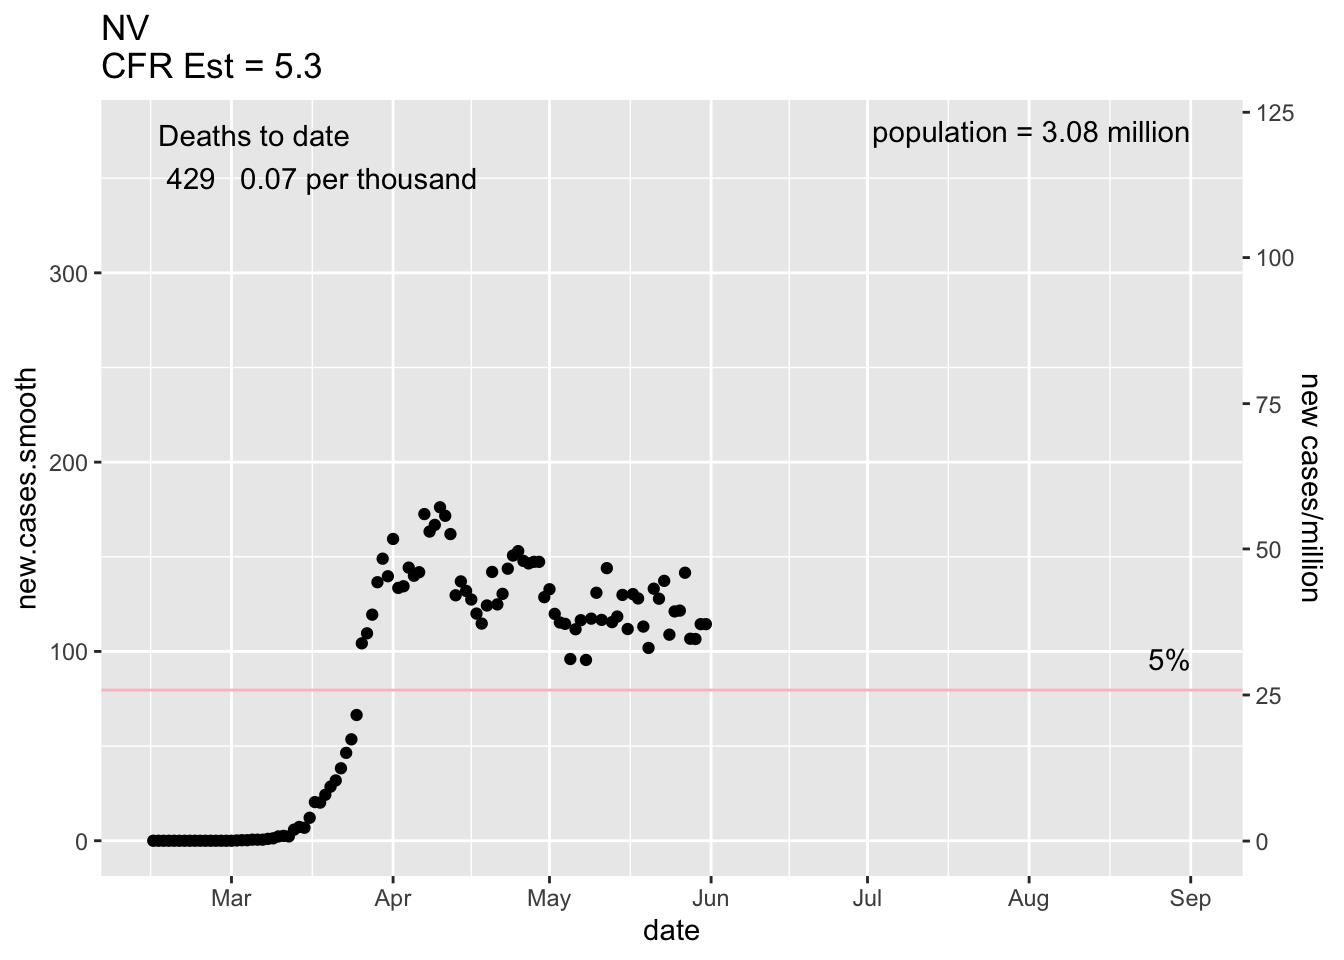 NV
CFR Est = 5.3
Deaths to date
429 0.07 per thousand
population = 3.08 million
5%
new.cases.smooth
300
200
100
0
125
100
75
50
25
0
new cases/million
Mar Apr May Jun Jul Aug Sep
date